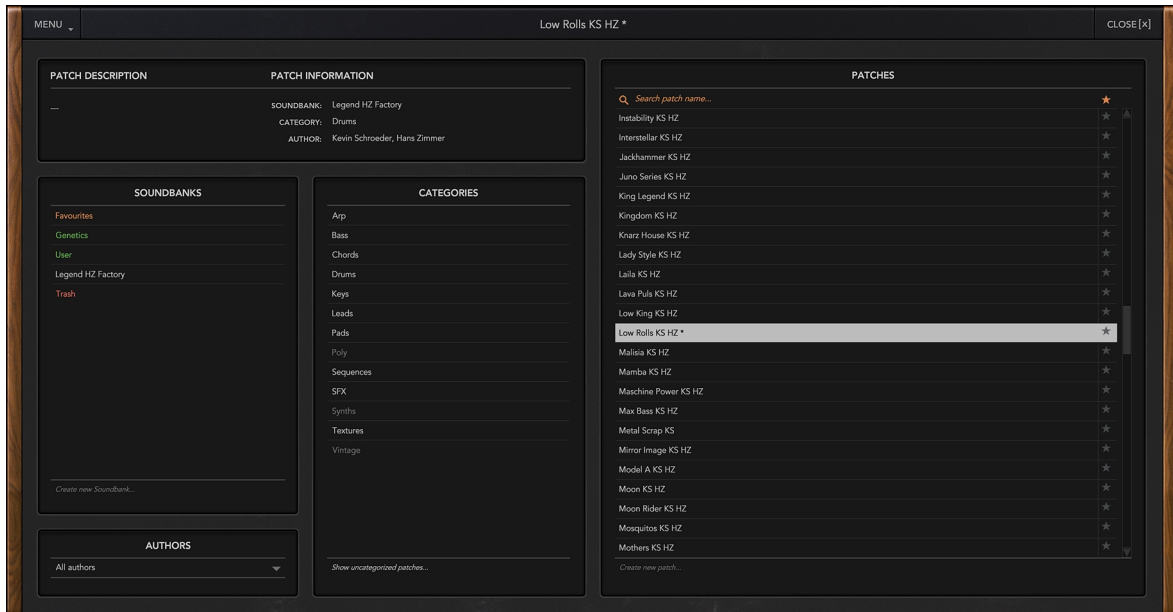 MENU
Low Rolls KS HZ *
CLOSE [x]
PATCH DESCRIPTION
---
PATCH INFORMATION
SOUNDBANK: Legend HZ Factory
CATEGORY: Drums
AUTHOR: Kevin Schroeder, Hans Zimmer
SOUNDBANKS
Favourites
Genetics
User
Legend HZ Factory
Trash
Create new Soundbank...
AUTHORS
All authors
CATEGORIES
Arp
Bass
Chords
Drums
Keys
Leads
Pads
Poly
Sequences
SFX
Synths
Textures
Vintage
Show uncategorized patches...
PATCHES
Search patch name...
Instability KS HZ
Interstellar KS HZ
Jackhammer KS HZ
Juno Series KS HZ
King Legend KS HZ
Kingdom KS HZ
Knarz House KS HZ
Lady Style KS HZ
Laila KS HZ
Lava Puls KS HZ
Low King KS HZ
Low Rolls KS HZ *
Malisia KS HZ
Mamba KS HZ
Maschine Power KS HZ
Max Bass KS HZ
Metal Scrap KS
Mirror Image KS HZ
Model A KS HZ
Moon KS HZ
Moon Rider KS HZ
Mosquitos KS HZ
Mothers KS HZ
Create new patch...